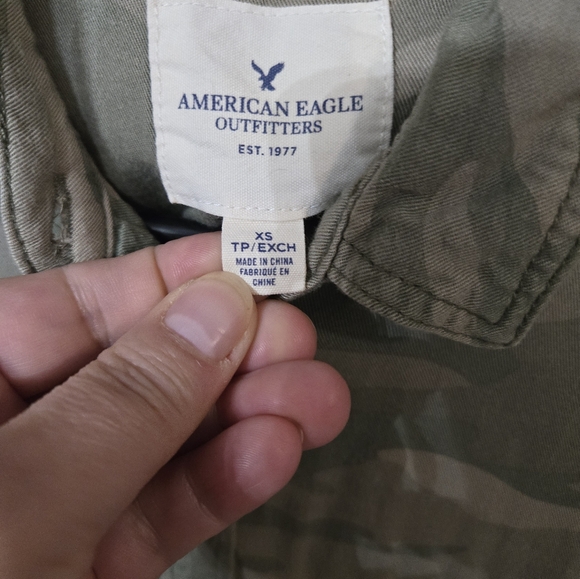 AMERICAN EAGLE
OUTFITTERS
EST. 1977
XS
TP/EXCH
MADE IN CHINA
FABRIQUÉ EN
CHINE